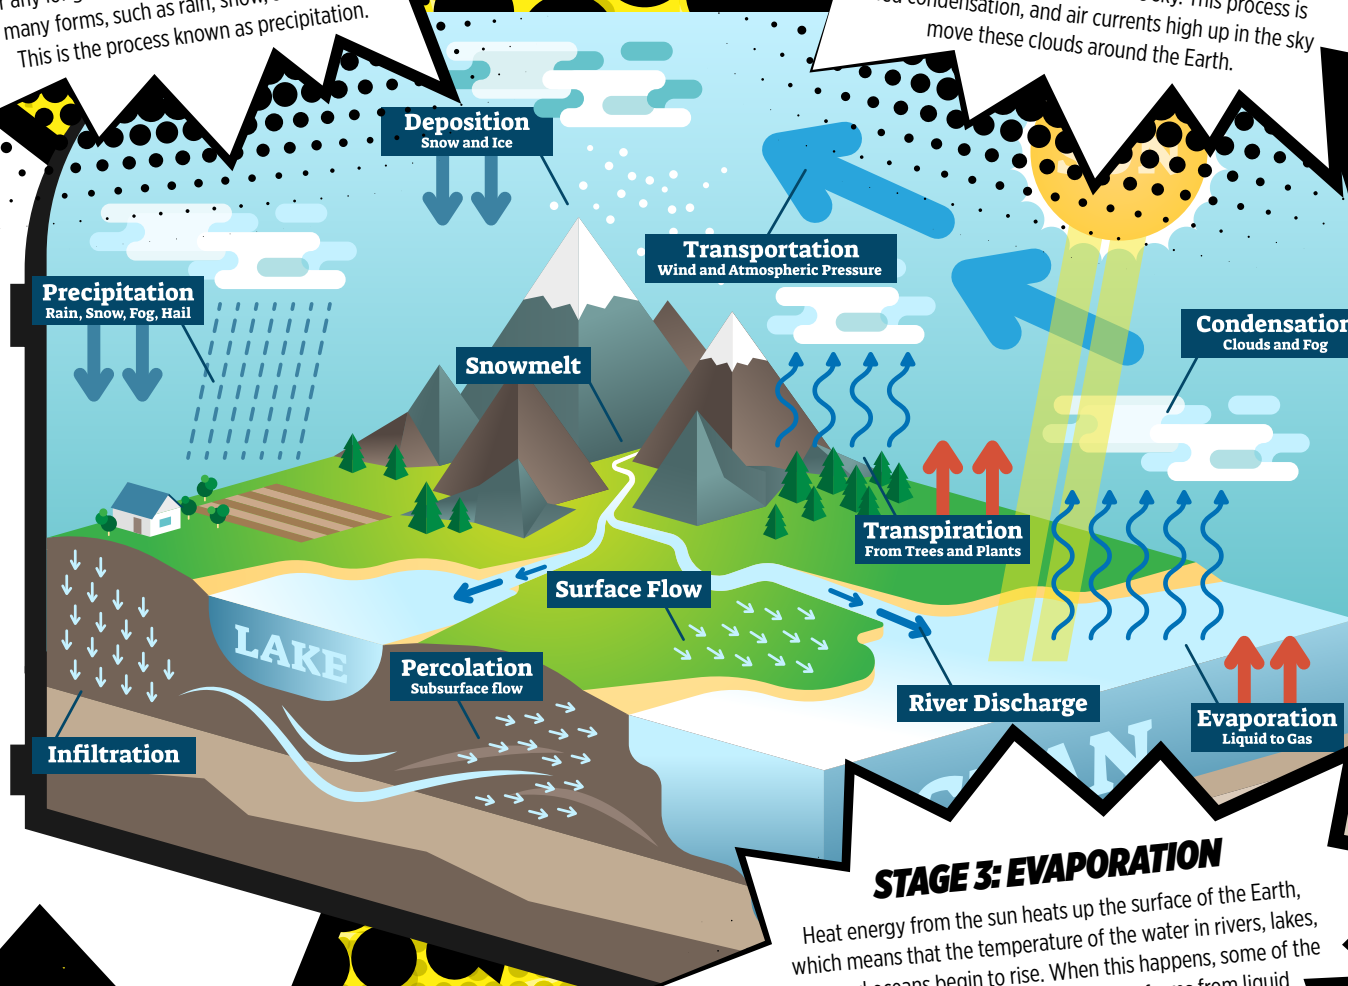 many forms, such as rain, snow,
This is the process known as precipitation.
This process is
condensation, and air currents high up in the sky
move these clouds around the Earth.
Deposition
Snow and Ice
Transportation
Wind and Atmospheric Pressure
Precipitation
Rain, Snow, Fog, Hail
Condensation
Clouds and Fog
Snowmelt
Transpiration
From Trees and Plants
Surface Flow
LAKE
Percolation
Subsurface flow
River Discharge
Evaporation
Liquid to Gas
Infiltration
STAGE 3: EVAPORATION
Heat energy from the sun heats up the surface of the Earth,
which means that the temperature of the water in rivers, lakes,
oceans begin to rise. When this happens, some of the
from liquid